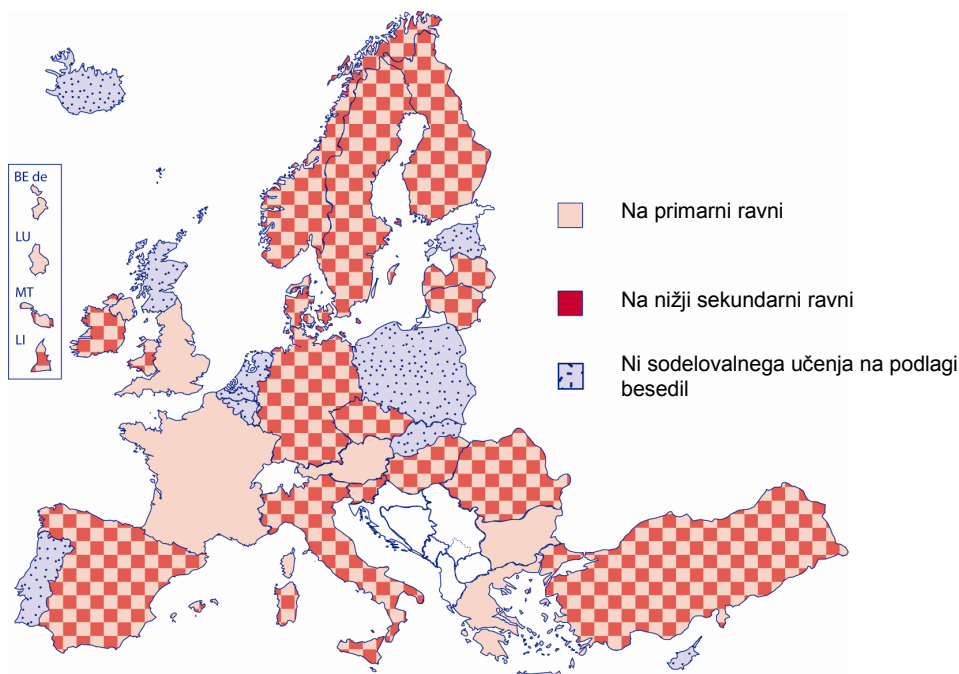 BE de
LU
MT
LI
Na primarni ravni
Na nižji sekundarni ravni
Ni sodelovalnega učenja na podlagi
besedil